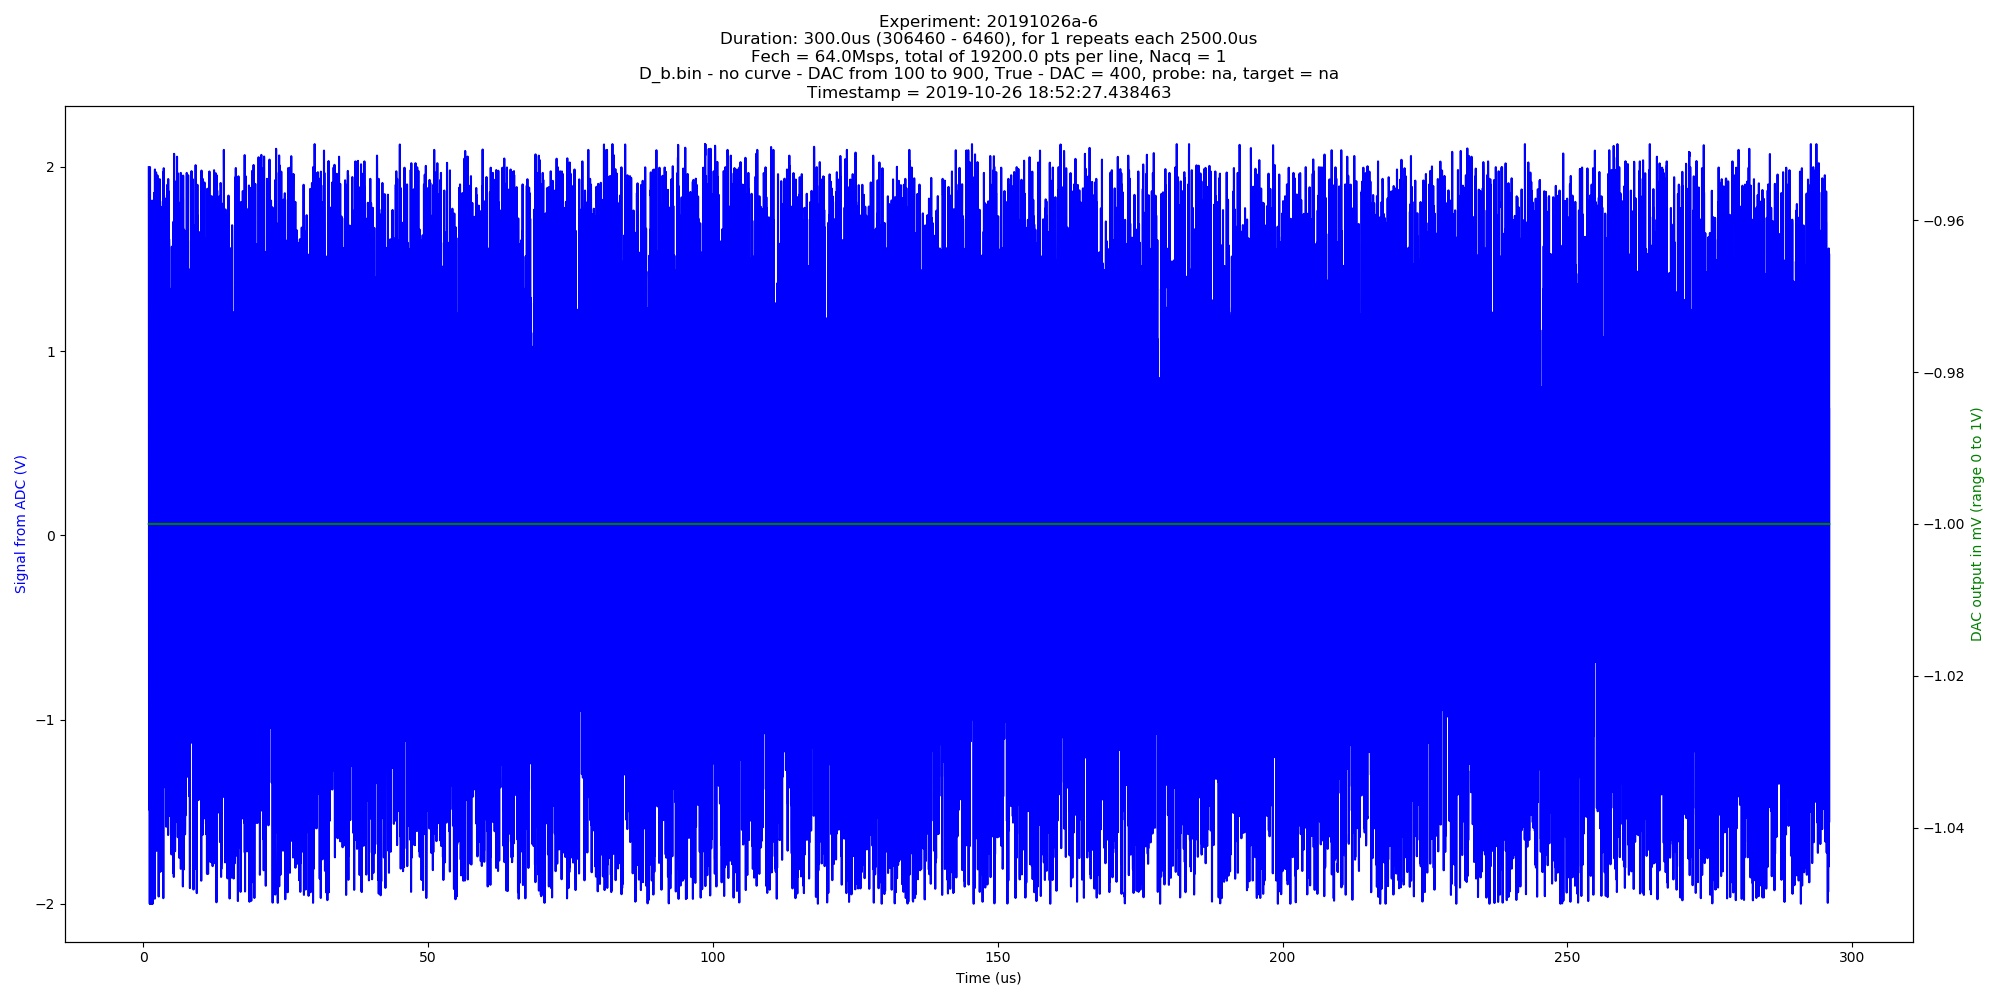 Experiment: 20191026a-6
Duration: 300.0us (306460 - 6460), for 1 repeats each 2500.0us
Fech = 64.0Msps, total of 19200.0 pts per line, Nacq = 1
D_b.bin - no curve - DAC from 100 to 900, True - DAC = 400, probe: na, target = na
Timestamp = 2019-10-26 18:52:27.438463
2
1
0
−1
−2
Signal from ADC (V)
−0.96
−0.98
−1.00
−1.02
−1.04
DAC output in mV (range 0 to 1V)
0
50
100
150
200
250
300
Time (us)